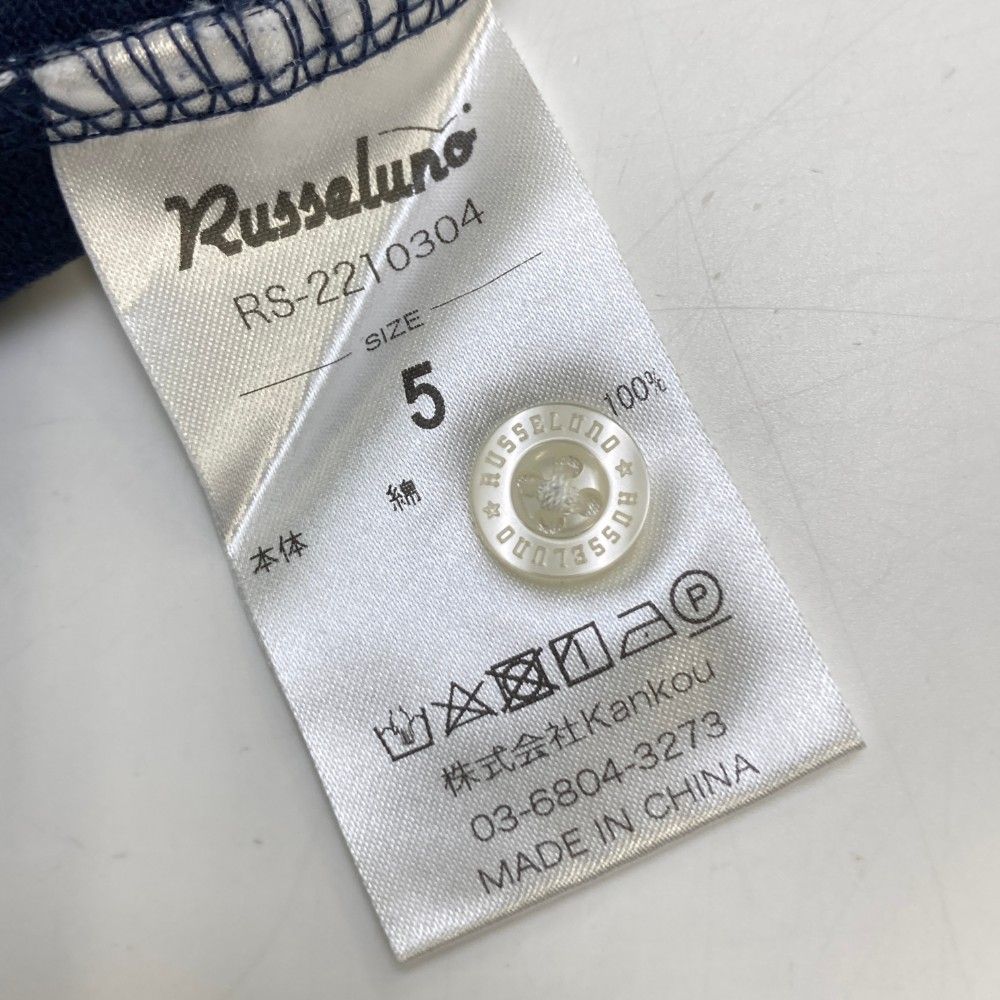 Russeluno
RS-2210304
SIZE
5
本体 綿 100%
RUSSELUNO ★ RUSSELUNO ★
P
株式会社Kankou
03-6804-3273
MADE IN CHINA